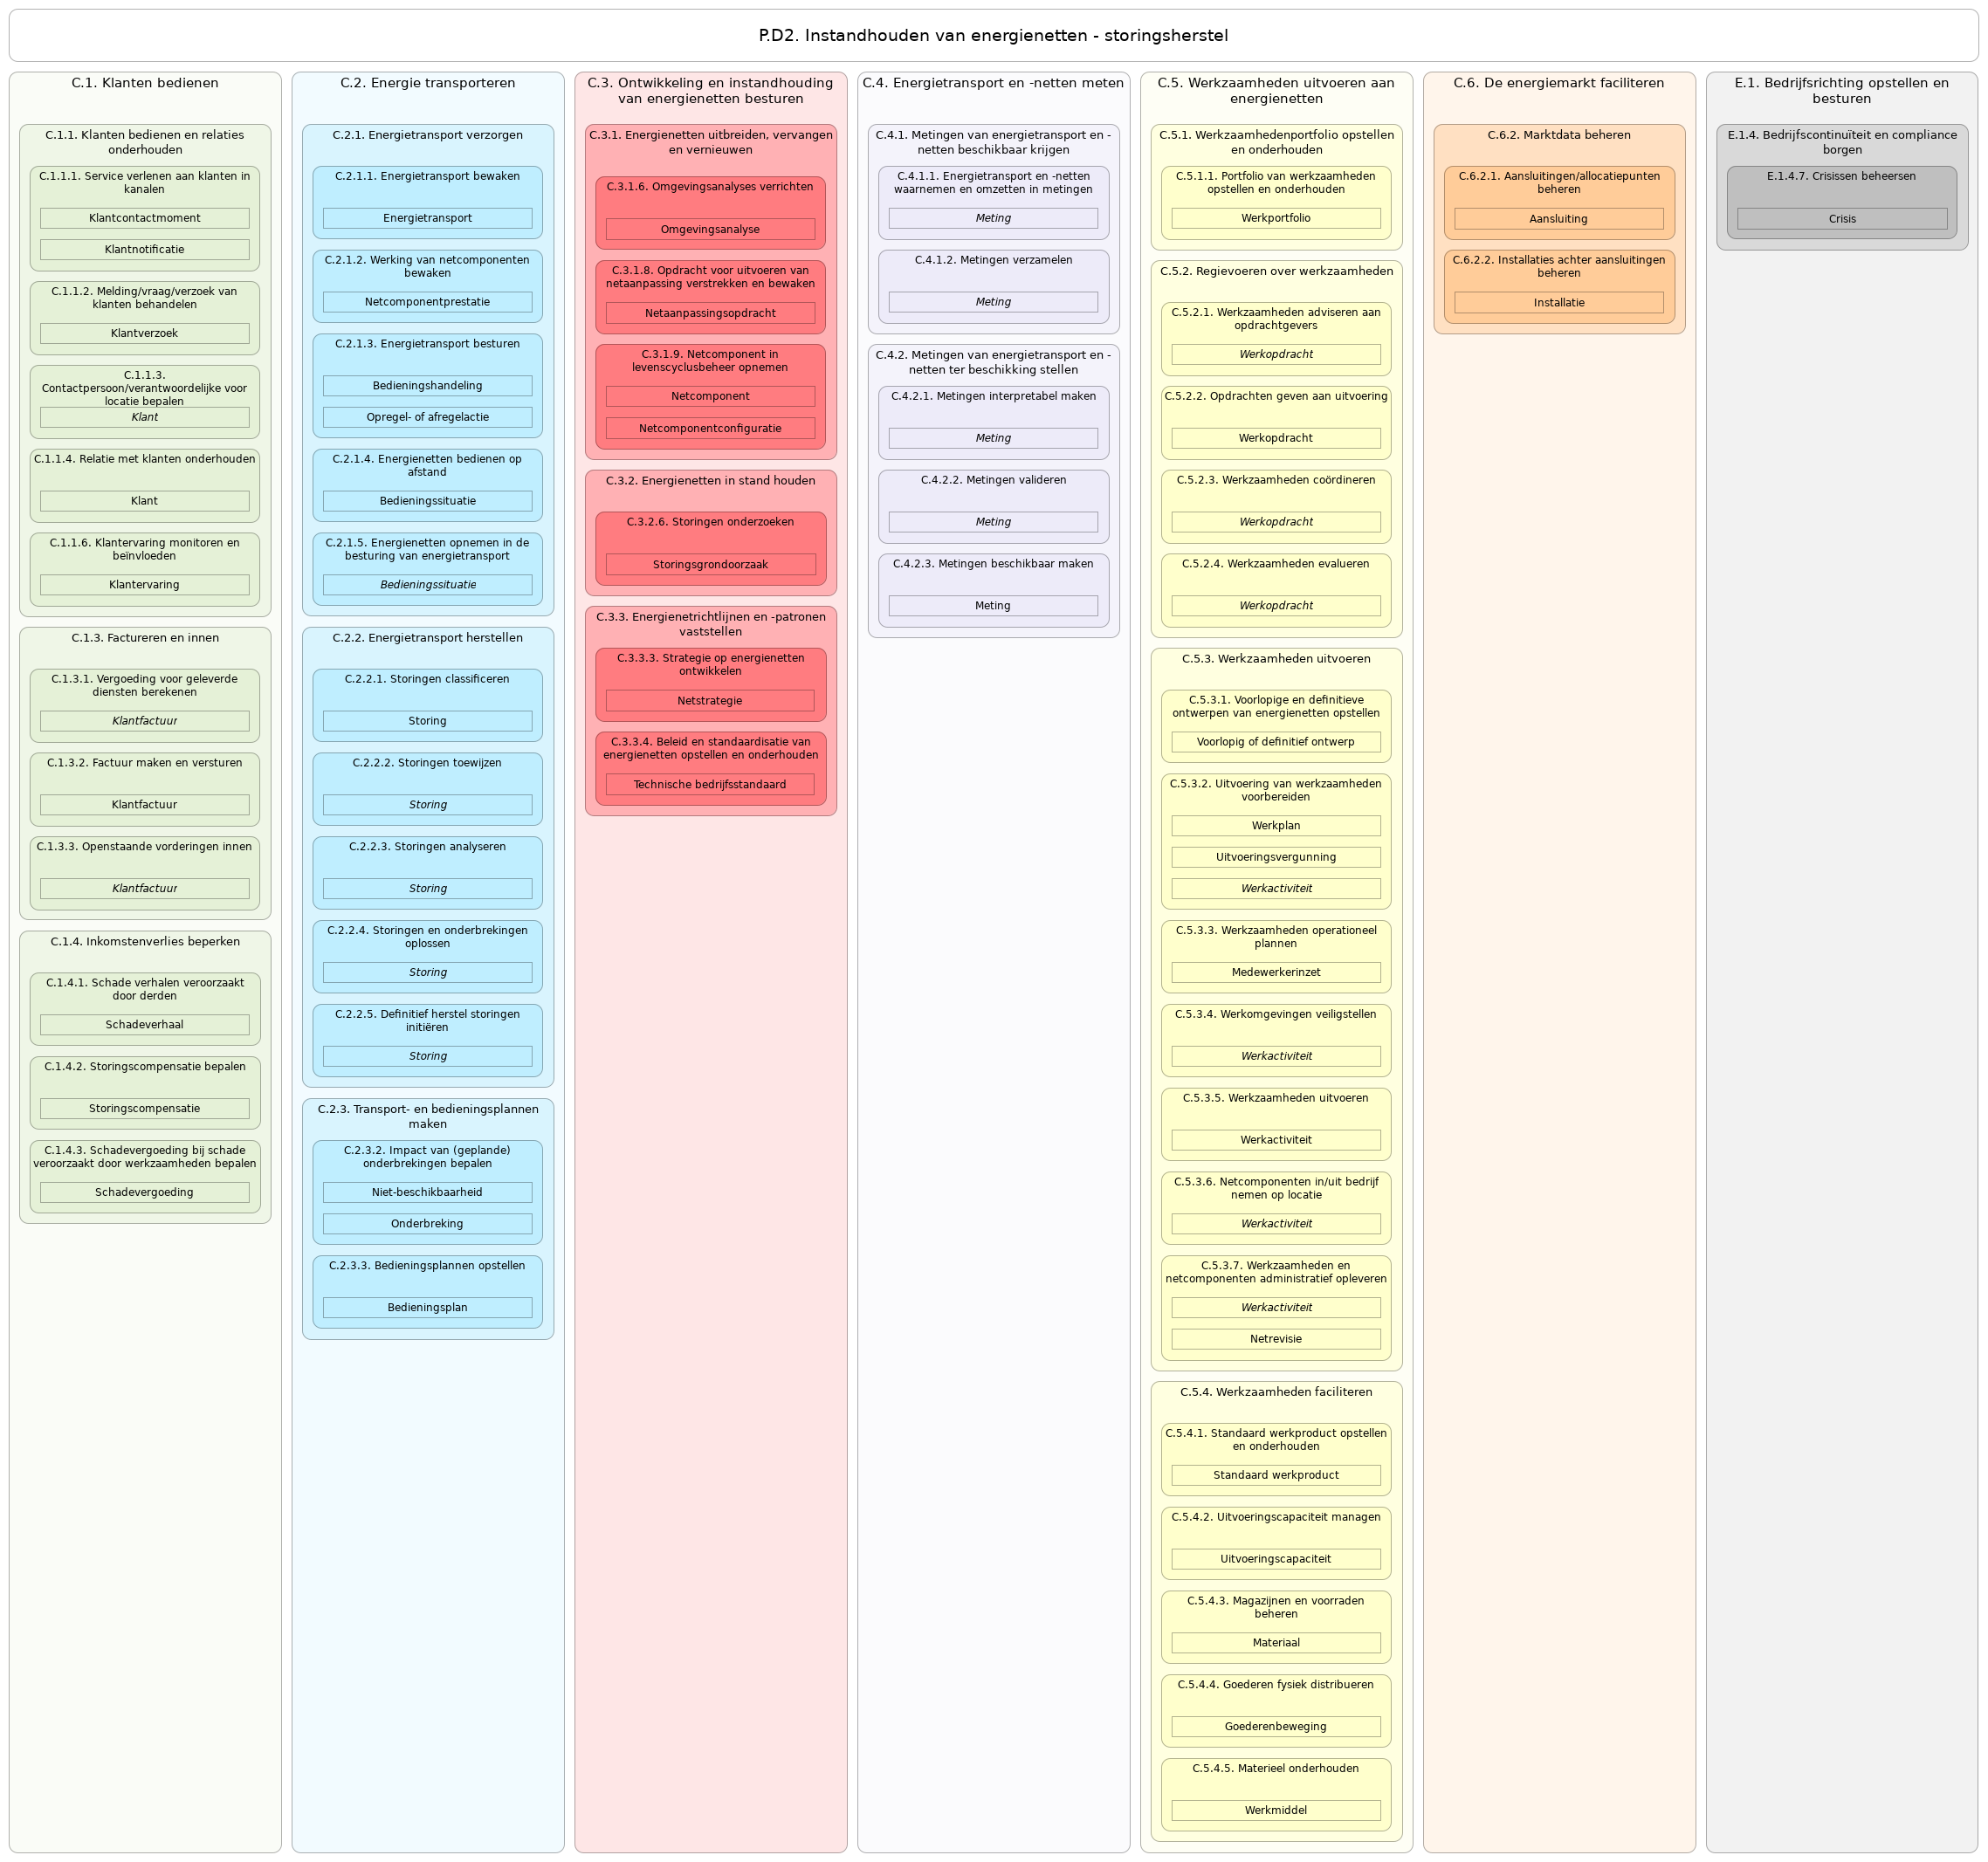 P.D2. Instandhouden van energienetten - storingsherstel
C.1. Klanten bedienen
C.1.1. Klanten bedienen en relaties
onderhouden
C.1.1.1. Service verlenen aan klanten in
kanalen
Klantcontactmoment
Klantnotificatie
C.1.1.2. Melding/vraag/verzoek van
klanten behandelen
Klantverzoek
C.1.1.3.
Contactpersoon/verantwoordelijke voor
locatie bepalen
Klant
C.1.1.4. Relatie met klanten onderhouden
Klant
C.1.1.6. Klantervaring monitoren en
beïnvloeden
Klantervaring
C.1.3. Factureren en innen
C.1.3.1. Vergoeding voor geleverde
diensten berekenen
Klantfactuur
C.1.3.2. Factuur maken en versturen
Klantfactuur
C.1.3.3. Openstaande vorderingen innen
Klantfactuur
C.1.4. Inkomstenverlies beperken
C.1.4.1. Schade verhalen veroorzaakt
door derden
Schadeverhaal
C.1.4.2. Storingscompensatie bepalen
Storingscompensatie
C.1.4.3. Schadevergoeding bij schade
veroorzaakt door werkzaamheden bepalen
Schadevergoeding
C.2. Energie transporteren
C.2.1. Energietransport verzorgen
C.2.1.1. Energietransport bewaken
Energietransport
C.2.1.2. Werking van netcomponenten
bewaken
Netcomponentprestatie
C.2.1.3. Energietransport besturen
Bedieningshandeling
Opregel- of afregelactie
C.2.1.4. Energienetten bedienen op
afstand
Bedieningssituatie
C.2.1.5. Energienetten opnemen in de
besturing van energietransport
Bedieningssituatie
C.2.2. Energietransport herstellen
C.2.2.1. Storingen classificeren
Storing
C.2.2.2. Storingen toewijzen
Storing
C.2.2.3. Storingen analyseren
Storing
C.2.2.4. Storingen en onderbrekingen
oplossen
Storing
C.2.2.5. Definitief herstel storingen
initiëren
Storing
C.2.3. Transport- en bedieningsplannen
maken
C.2.3.2. Impact van (geplande)
onderbrekingen bepalen
Niet-beschikbaarheid
Onderbreking
C.2.3.3. Bedieningsplannen opstellen
Bedieningsplan
C.3. Ontwikkeling en instandhouding
van energienetten besturen
C.3.1. Energienetten uitbreiden, vervangen
en vernieuwen
C.3.1.6. Omgevingsanalyses verrichten
Omgevingsanalyse
C.3.1.8. Opdracht voor uitvoeren van
netaanpassing verstrekken en bewaken
Netaanpassingsopdracht
C.3.1.9. Netcomponent in
levenscyclusbeheer opnemen
Netcomponent
Netcomponentconfiguratie
C.3.2. Energienetten in stand houden
C.3.2.6. Storingen onderzoeken
Storingsgrondoorzaak
C.3.3. Energienetrichtlijnen en -patronen
vaststellen
C.3.3.3. Strategie op energienetten
ontwikkelen
Netstrategie
C.3.3.4. Beleid en standaardisatie van
energienetten opstellen en onderhouden
Technische bedrijfsstandaard
C.4. Energietransport en -netten meten
C.4.1. Metingen van energietransport en -
netten beschikbaar krijgen
C.4.1.1. Energietransport en -netten
waarnemen en omzetten in metingen
Meting
C.4.1.2. Metingen verzamelen
Meting
C.4.2. Metingen van energietransport en -
netten ter beschikking stellen
C.4.2.1. Metingen interpretabel maken
Meting
C.4.2.2. Metingen valideren
Meting
C.4.2.3. Metingen beschikbaar maken
Meting
C.5. Werkzaamheden uitvoeren aan
energienetten
C.5.1. Werkzaamhedenportfolio opstellen
en onderhouden
C.5.1.1. Portfolio van werkzaamheden
opstellen en onderhouden
Werkportfolio
C.5.2. Regievoeren over werkzaamheden
C.5.2.1. Werkzaamheden adviseren aan
opdrachtgevers
Werkopdracht
C.5.2.2. Opdrachten geven aan uitvoering
Werkopdracht
C.5.2.3. Werkzaamheden coördineren
Werkopdracht
C.5.2.4. Werkzaamheden evalueren
Werkopdracht
C.5.3. Werkzaamheden uitvoeren
C.5.3.1. Voorlopige en definitieve
ontwerpen van energienetten opstellen
Voorlopig of definitief ontwerp
C.5.3.2. Uitvoering van werkzaamheden
voorbereiden
Werkplan
Uitvoeringsvergunning
Werkactiviteit
C.5.3.3. Werkzaamheden operationeel
plannen
Medewerkerinzet
C.5.3.4. Werkomgevingen veiligstellen
Werkactiviteit
C.5.3.5. Werkzaamheden uitvoeren
Werkactiviteit
C.5.3.6. Netcomponenten in/uit bedrijf
nemen op locatie
Werkactiviteit
C.5.3.7. Werkzaamheden en
netcomponenten administratief opleveren
Werkactiviteit
Netrevisie
C.5.4. Werkzaamheden faciliteren
C.5.4.1. Standaard werkproduct opstellen
en onderhouden
Standaard werkproduct
C.5.4.2. Uitvoeringscapaciteit managen
Uitvoeringscapaciteit
C.5.4.3. Magazijnen en voorraden
beheren
Materiaal
C.5.4.4. Goederen fysiek distribueren
Goederenbeweging
C.5.4.5. Materieel onderhouden
Werkmiddel
C.6. De energiemarkt faciliteren
C.6.2. Marktdata beheren
C.6.2.1. Aansluitingen/allocatiepunten
beheren
Aansluiting
C.6.2.2. Installaties achter aansluitingen
beheren
Installatie
E.1. Bedrijfsrichting opstellen en
besturen
E.1.4. Bedrijfscontinuïteit en compliance
borgen
E.1.4.7. Crisissen beheersen
Crisis